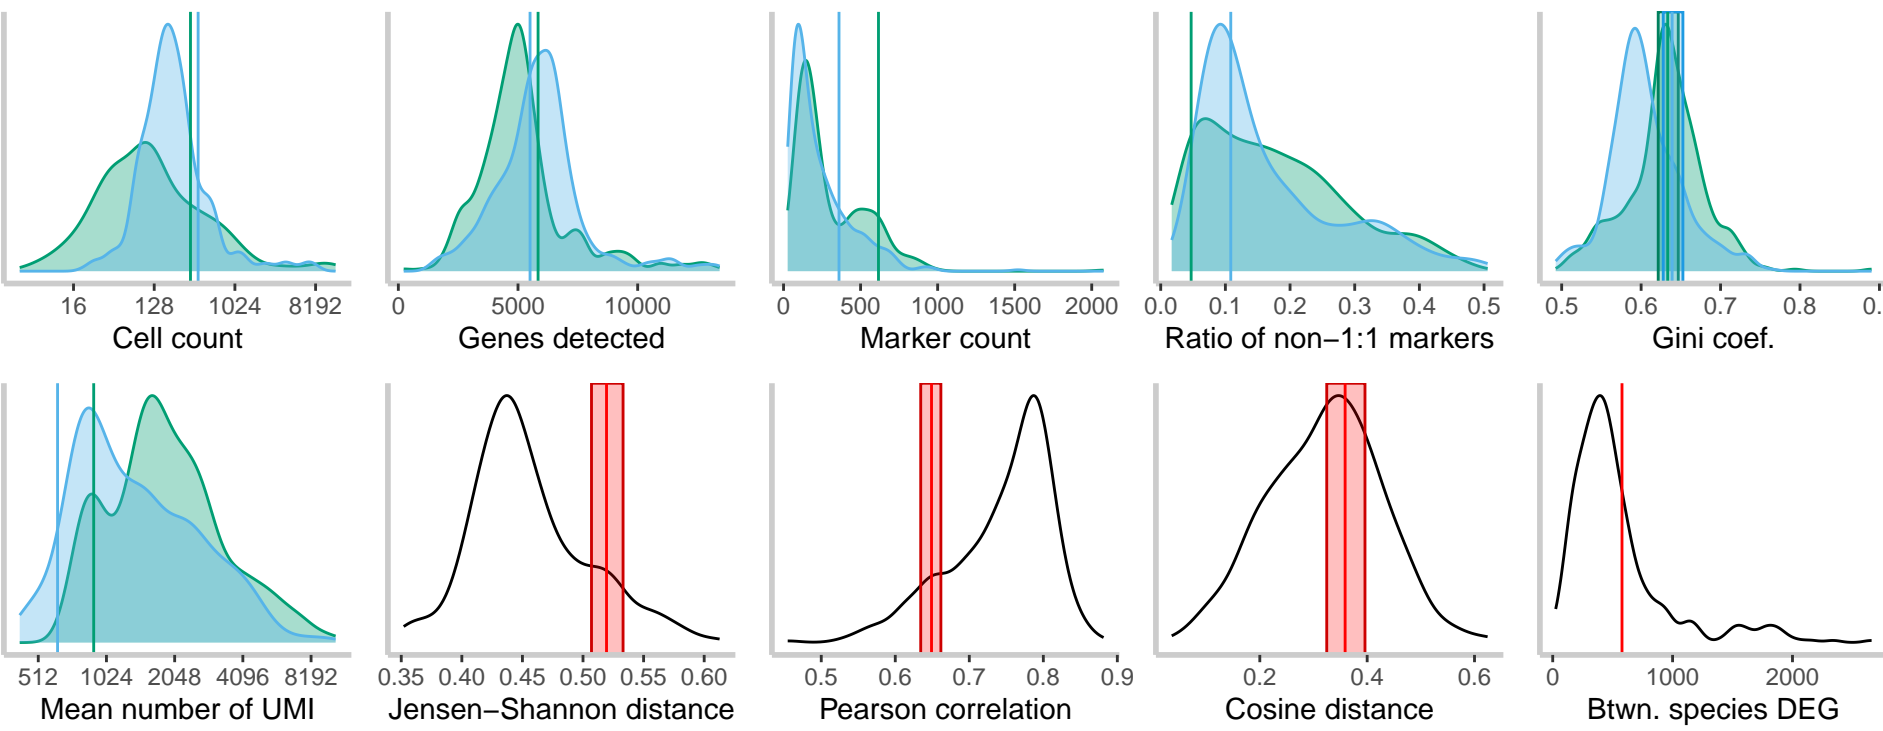 16 128 1024 8192
Cell count
0 5000 10000
Genes detected
0 500 1000 1500 2000
Marker count
0.0 0.1 0.2 0.3 0.4 0.5
Ratio of non−1:1 markers
0.5 0.6 0.7 0.8 0.
Gini coef.
512 1024 2048 4096 8192
Mean number of UMI
0.35 0.40 0.45 0.50 0.55 0.60
Jensen−Shannon distance
0.5 0.6 0.7 0.8 0.9
Pearson correlation
0.2 0.4 0.6
Cosine distance
0 1000 2000
Btwn. species DEG